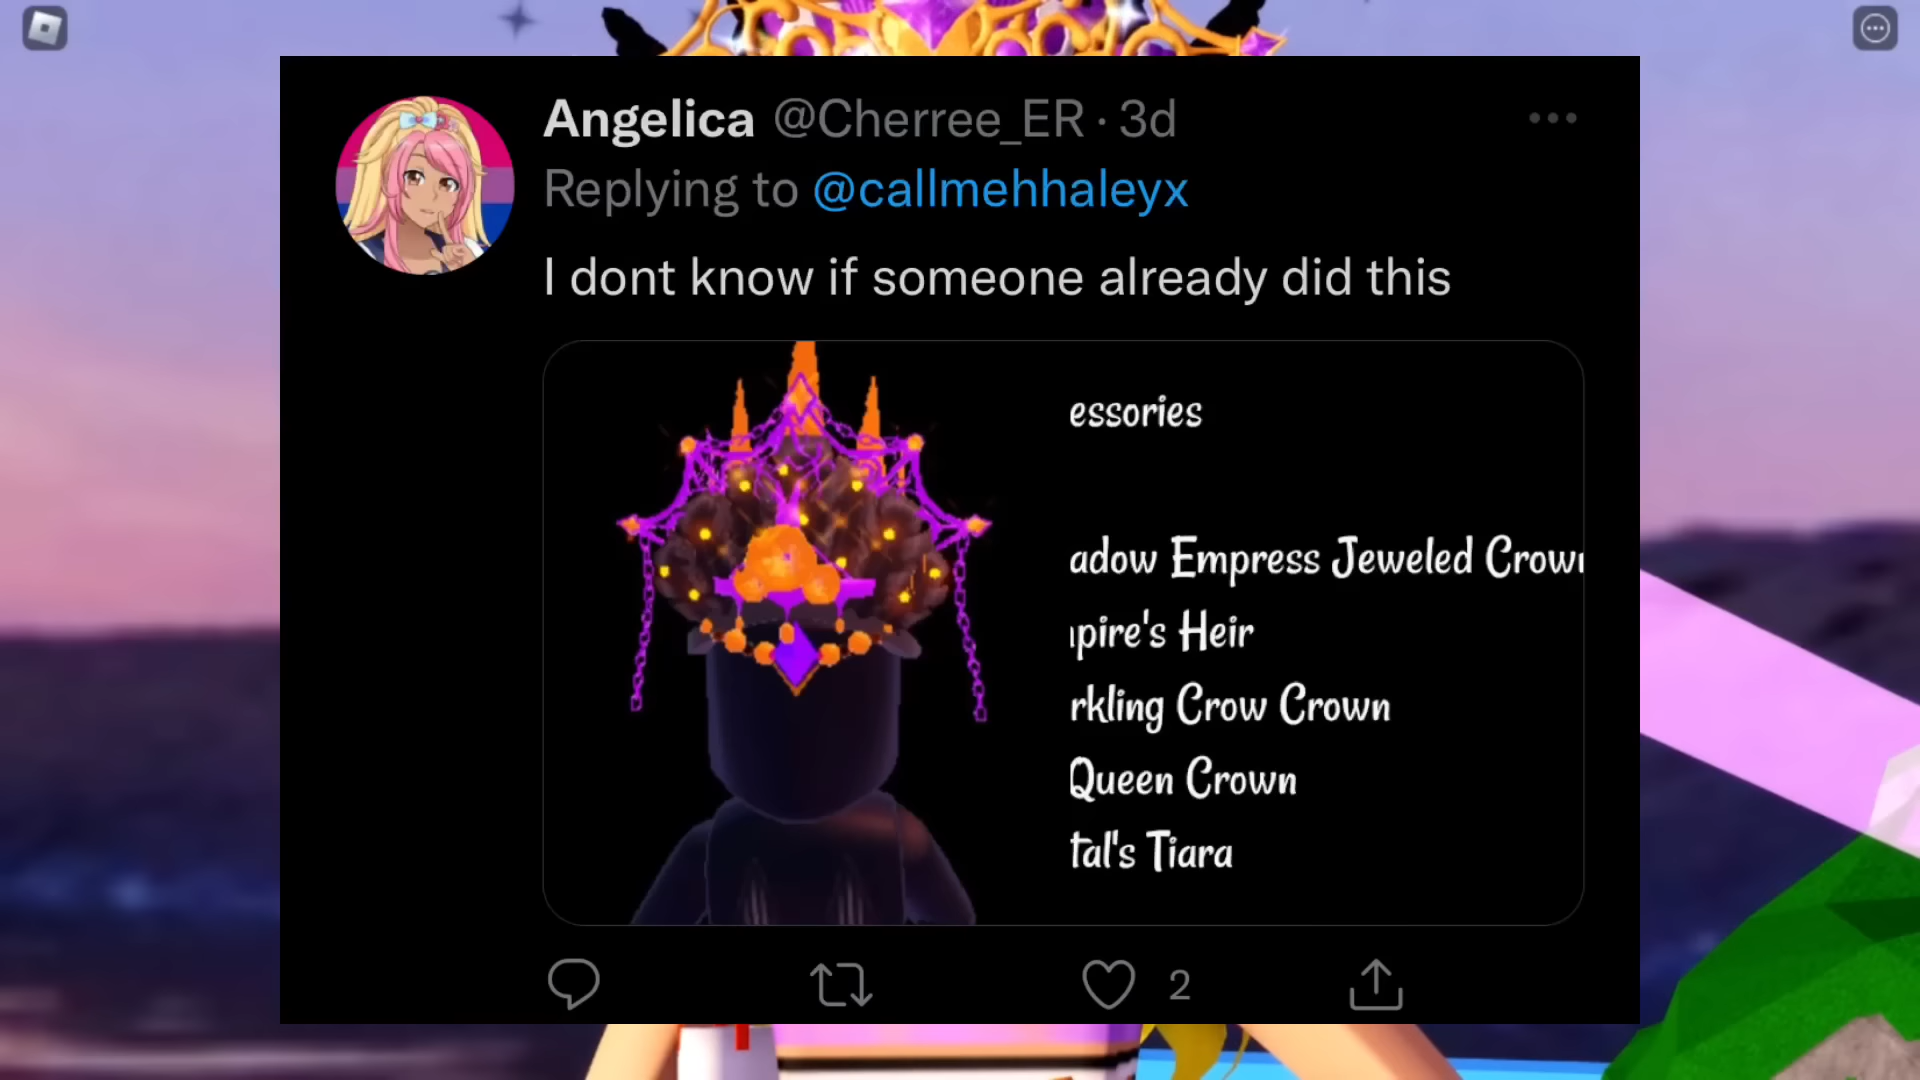 Angelica @Cherree_ER · 3d
Replying to @callmehhaleyx
I dont know if someone already did this
essories
adow Empress Jeweled Crow
pire's Heir
rkling Crow Crown
Queen Crown
tal's Tiara
2